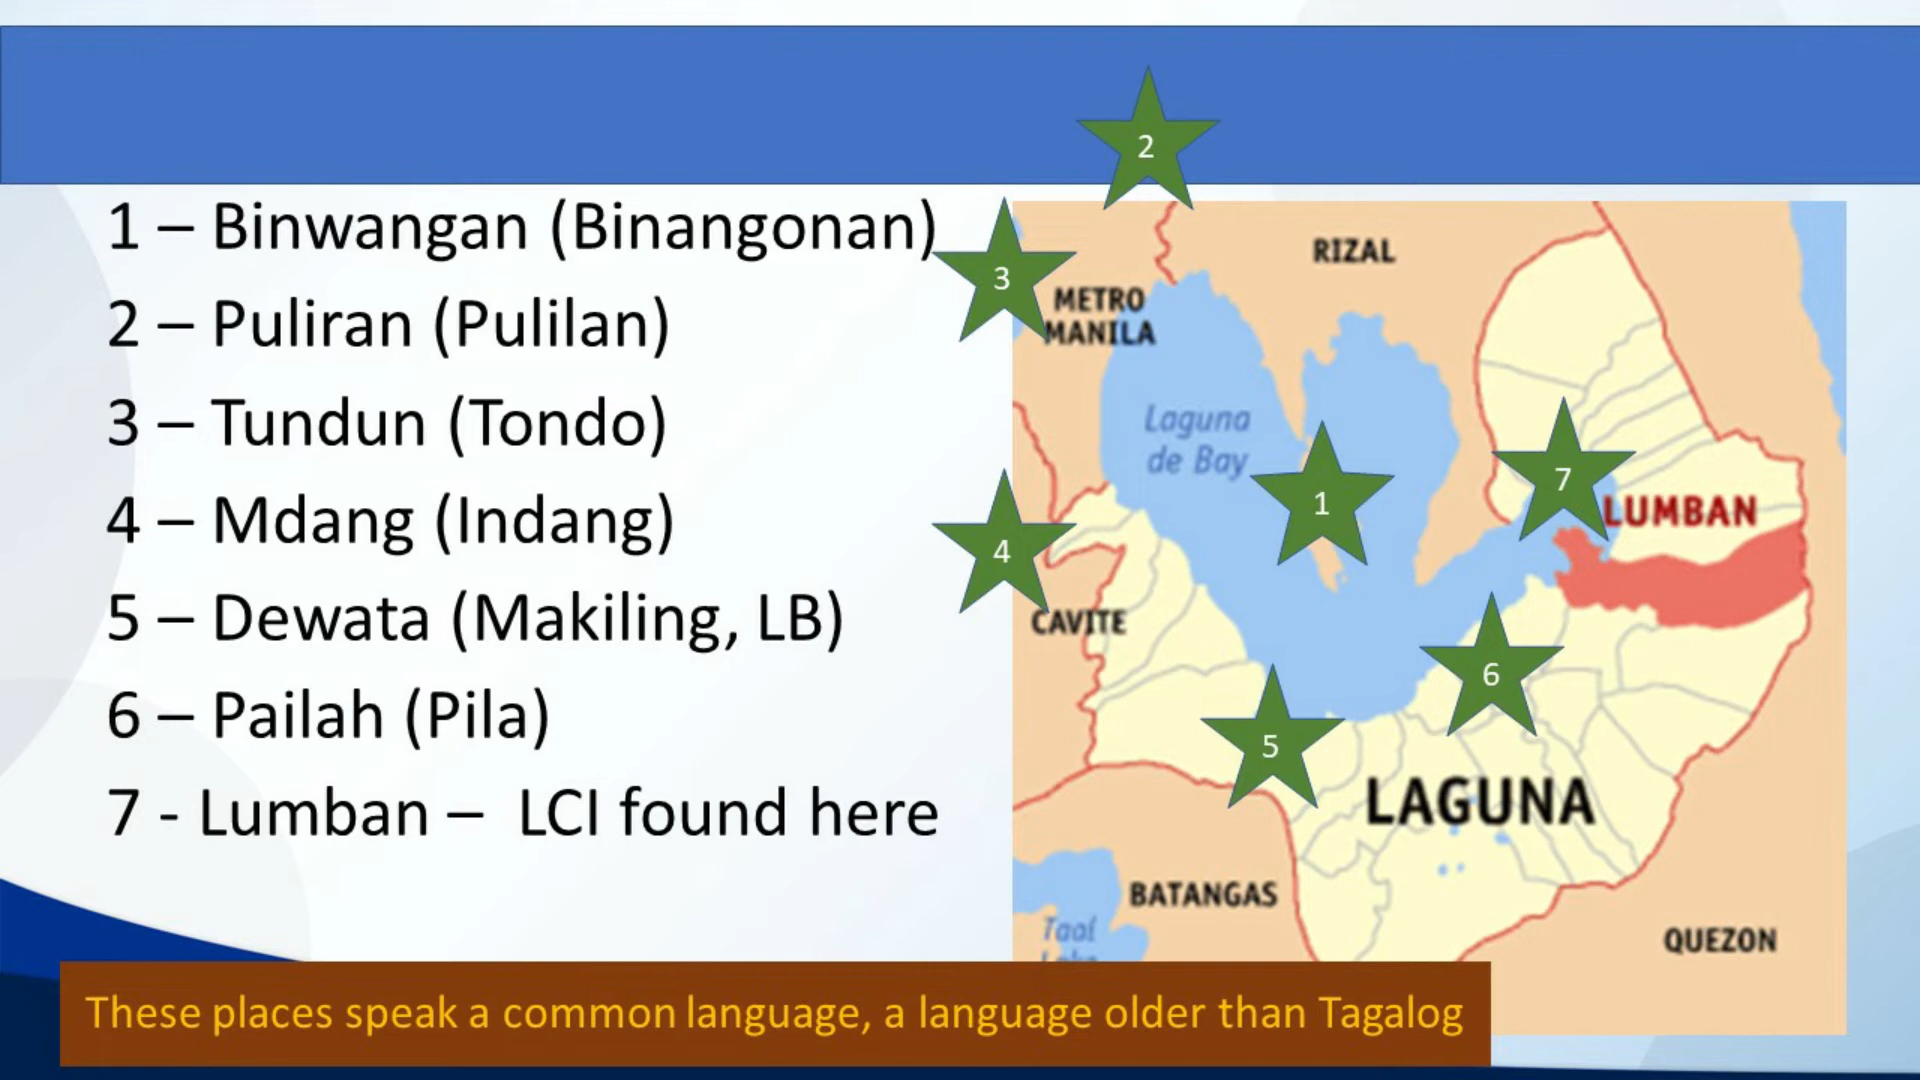 1 – Binwangan (Binangonan)
2 – Puliran (Pulilan)
3 – Tundun (Tondo)
4 – Mdang (Indang)
5 – Dewata (Makiling, LB)
6 – Pailah (Pila)
7 - Lumban – LCI found here
2
3
RIZAL
METRO
MANILA
Laguna
de Bay
1
7
LUMBAN
4
CAVITE
6
5
LAGUNA
BATANGAS
Taal
Lake
QUEZON
These places speak a common language, a language older than Tagalog